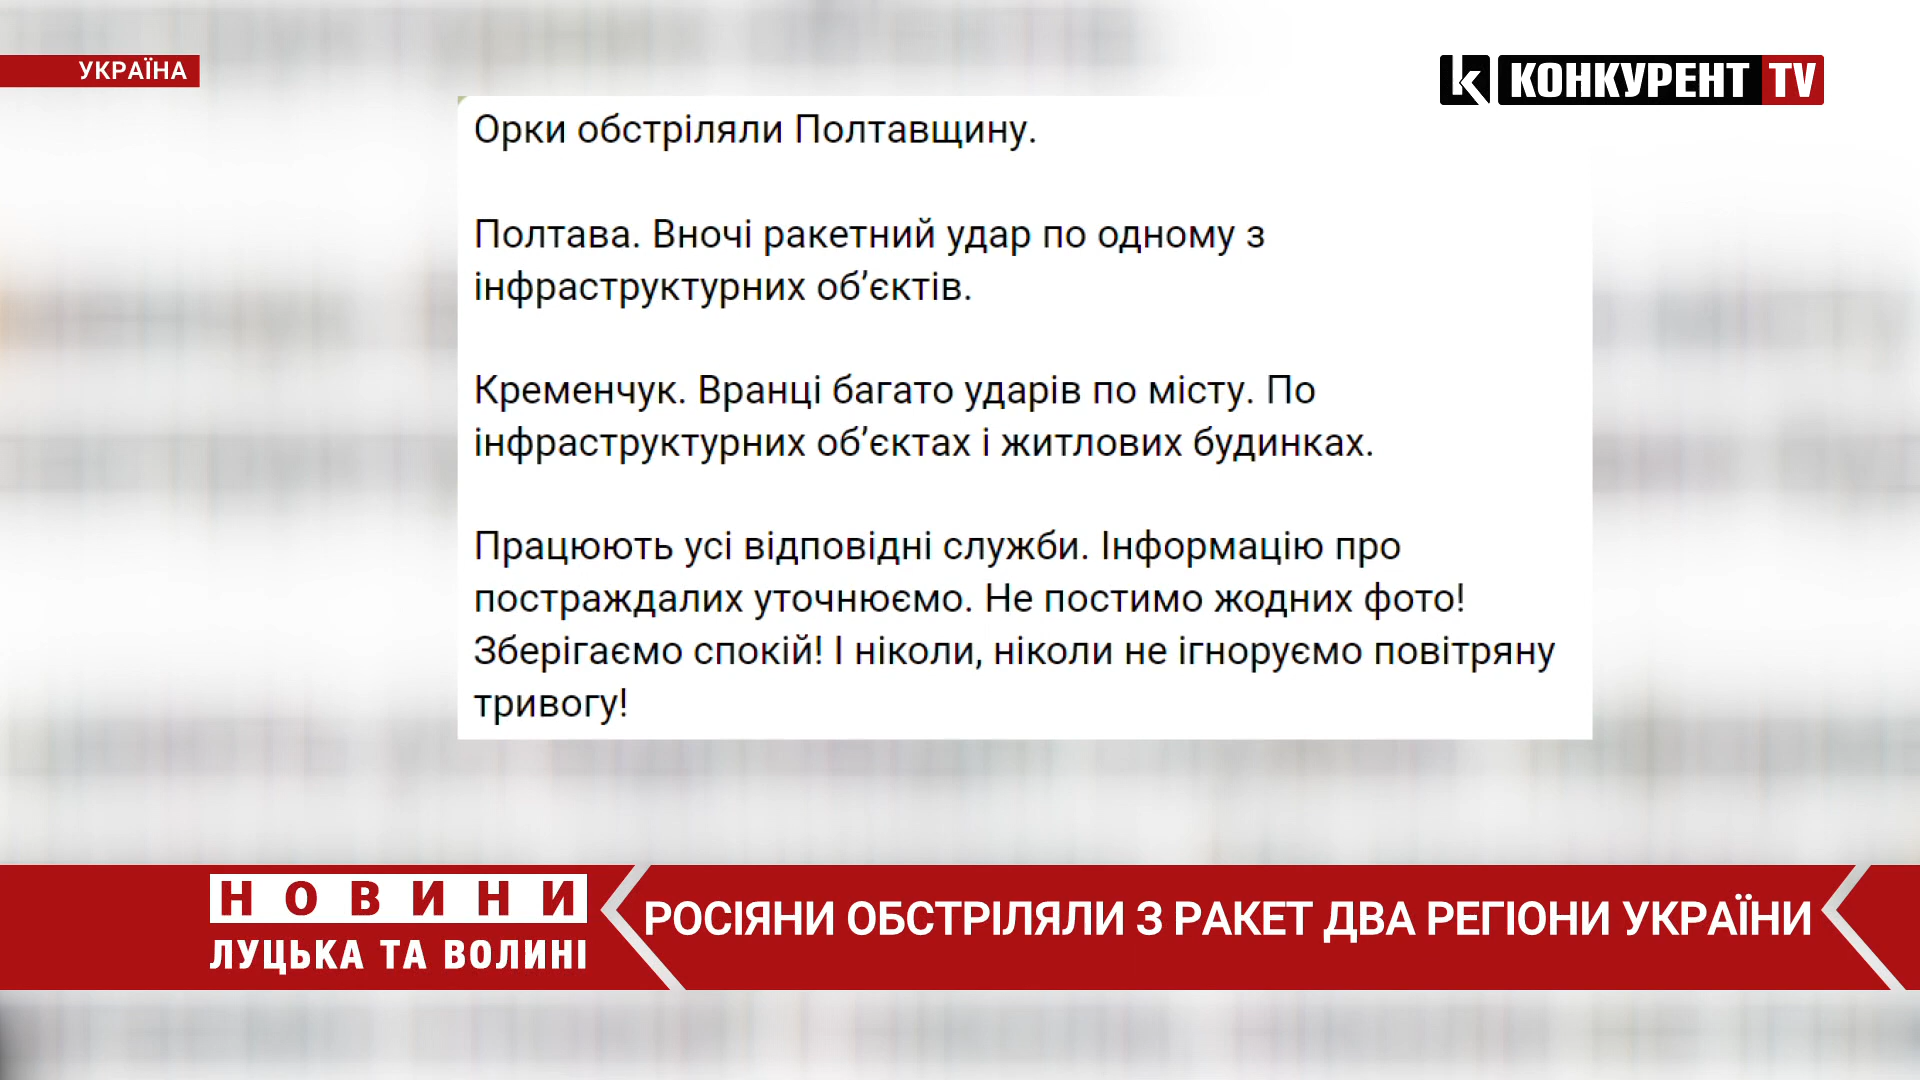 УКРАЇНА
k КОНКУРЕНТ TV
Орки обстріляли Полтавщину.
Полтава. Вночі ракетний удар по одному з
інфраструктурних об’єктів.
Кременчук. Вранці багато ударів по місту. По
інфраструктурних об’єктах і житлових будинках.
Працюють усі відповідні служби. Інформацію про
постраждалих уточнюємо. Не постимо жодних фото!
Зберігаємо спокій! І ніколи, ніколи не ігноруємо повітряну
тривогу!
НОВИНИ
ЛУЦЬКА ТА ВОЛИНІ
РОСІЯНИ ОБСТРІЛЯЛИ З РАКЕТ ДВА РЕГІОНИ УКРАЇНИ